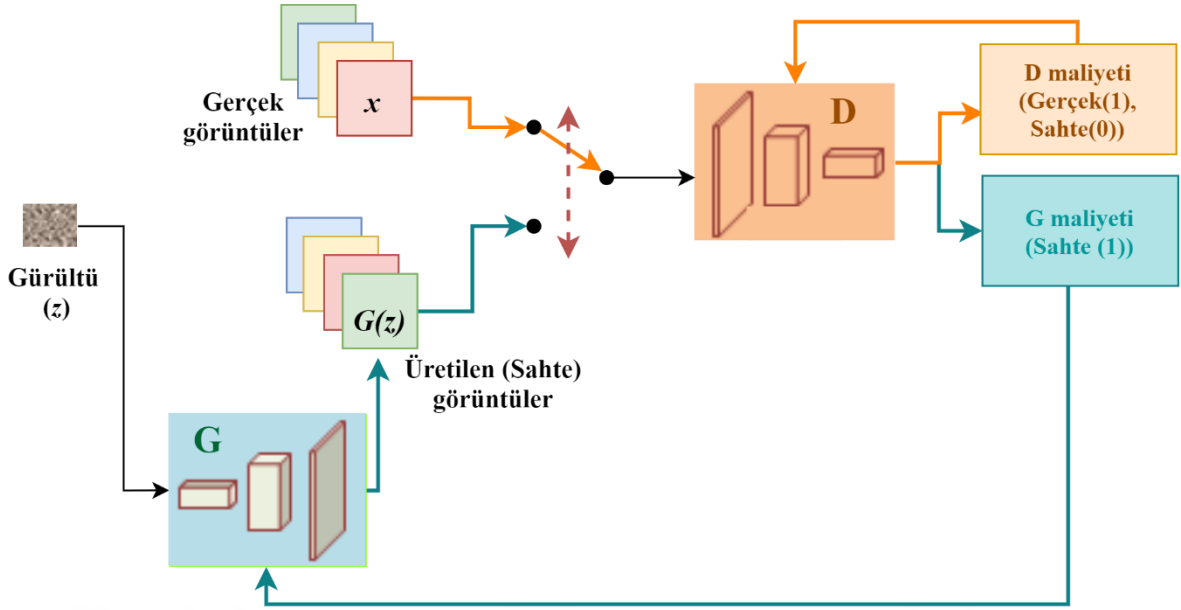 Gerçek
görüntüler
x
D
D maliyeti
(Gerçek(1),
Sahte(0))
G maliyeti
(Sahte (1))
Gürültü
(z)
G(z)
Üretilen (Sahte)
görüntüler
G